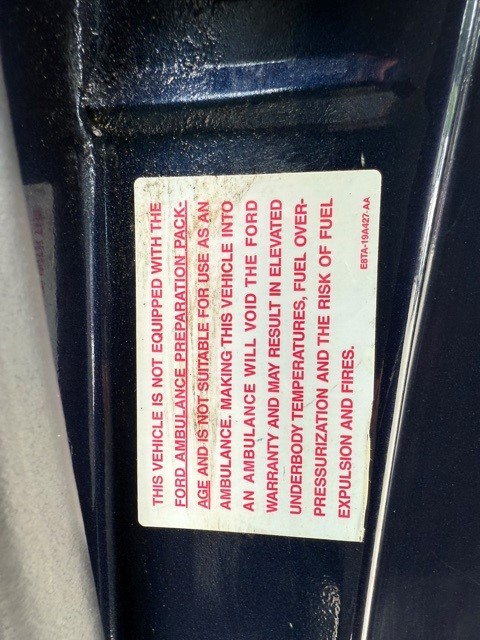 THIS VEHICLE IS NOT EQUIPPED WITH THE
FORD AMBULANCE PREPARATION PACK-
AGE AND IS NOT SUITABLE FOR USE AS AN
AMBULANCE. MAKING THIS VEHICLE INTO
AN AMBULANCE WILL VOID THE FORD
WARRANTY AND MAY RESULT IN ELEVATED
UNDERBODY TEMPERATURES, FUEL OVER-
PRESSURIZATION AND THE RISK OF FUEL
EXPULSION AND FIRES.
E8TA-19A427-AA